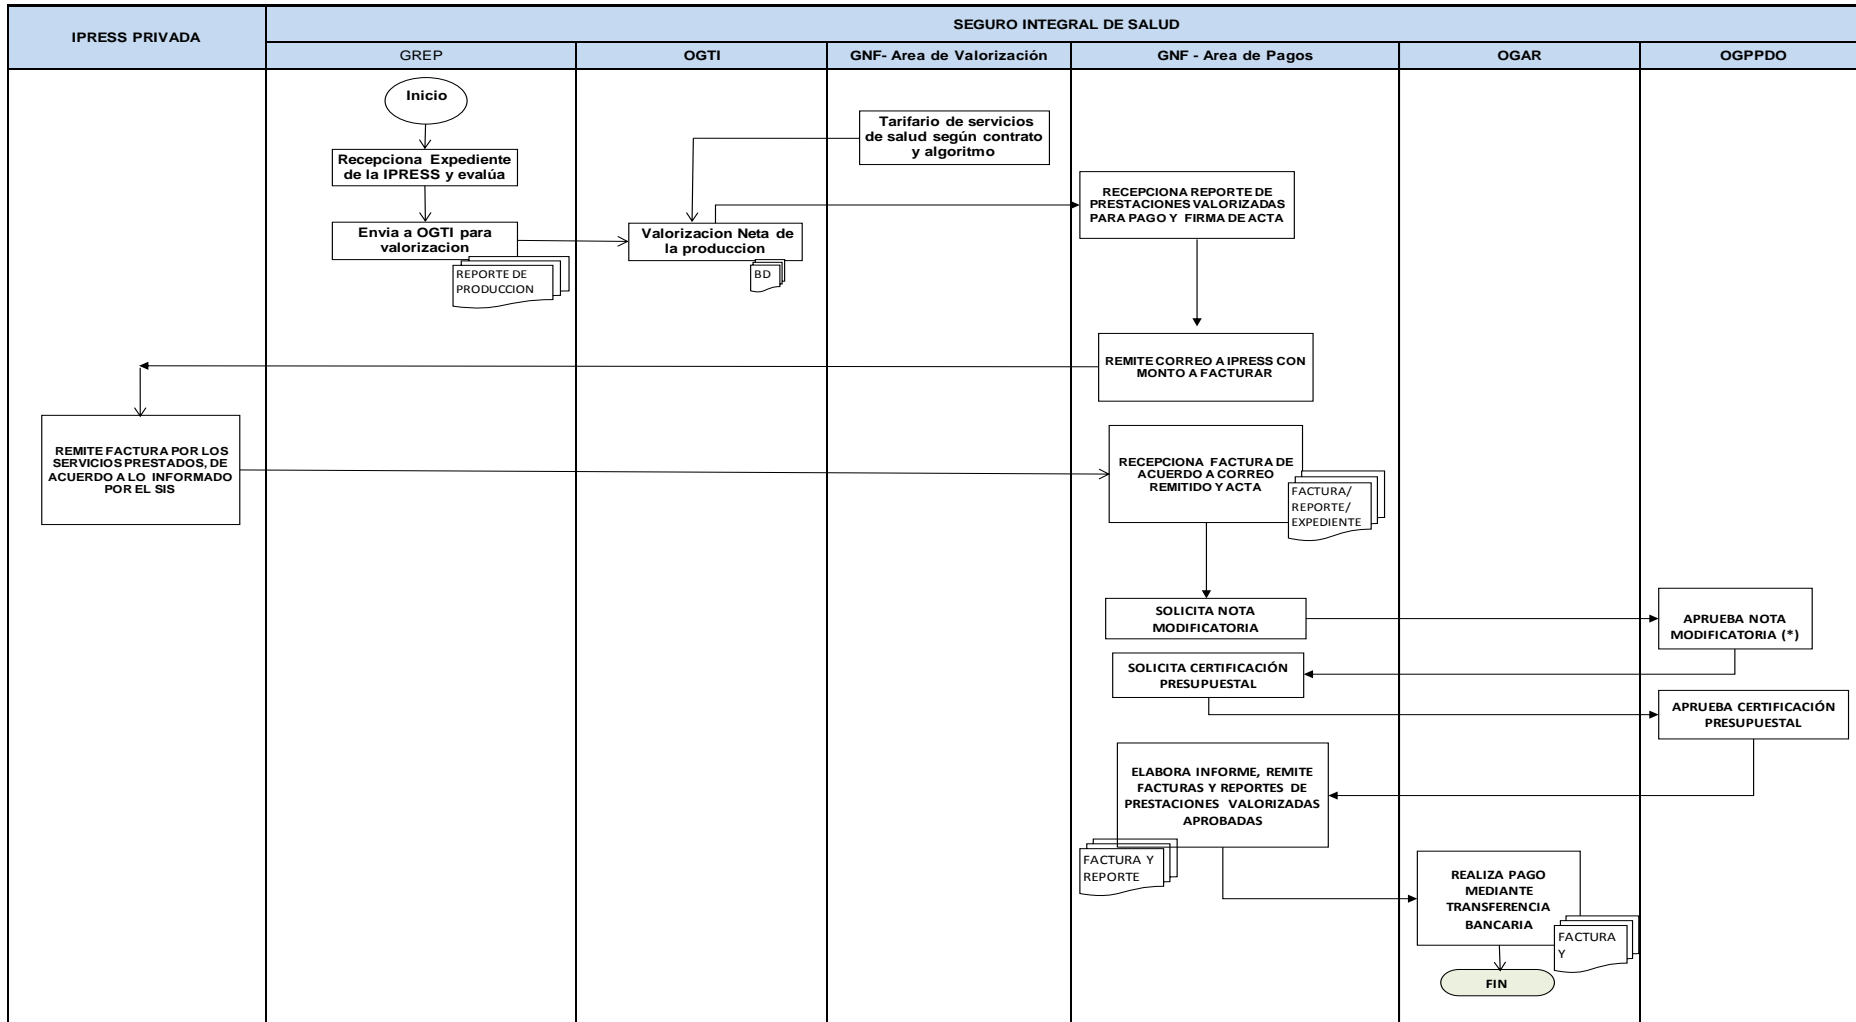 IPRESS PRIVADA
SEGURO INTEGRAL DE SALUD
GREP
OGTI
GNF- Area de Valorización
GNF - Area de Pagos
OGAR
OGPPDO
Inicio
Recepciona Expediente
de la IPRESS y evalúa
Envia a OGTI para
valorizacion
REPORTE DE
PRODUCCION
Valorizacion Neta de
la produccion
BD
Tarifario de servicios
de salud según contrato
y algoritmo
RECEPCIONA REPORTE DE
PRESTACIONES VALORIZADAS
PARA PAGO Y FIRMA DE ACTA
REMITE CORREO A IPRESS CON
MONTO A FACTURAR
REMITE FACTURA POR LOS
SERVICIOS PRESTADOS, DE
ACUERDO A LO INFORMADO
POR EL SIS
RECEPCIONA FACTURA DE
ACUERDO A CORREO
REMITIDO Y ACTA
FACTURA/
REPORTE/
EXPEDIENTE
SOLICITA NOTA
MODIFICATORIA
APRUEBA NOTA
MODIFICATORIA (*)
SOLICITA CERTIFICACIÓN
PRESUPUESTAL
APRUEBA CERTIFICACIÓN
PRESUPUESTAL
ELABORA INFORME, REMITE
FACTURAS Y REPORTES DE
PRESTACIONES VALORIZADAS
APROBADAS
FACTURA Y
REPORTE
REALIZA PAGO
MEDIANTE
TRANSFERENCIA
BANCARIA
FACTURA
Y
FIN